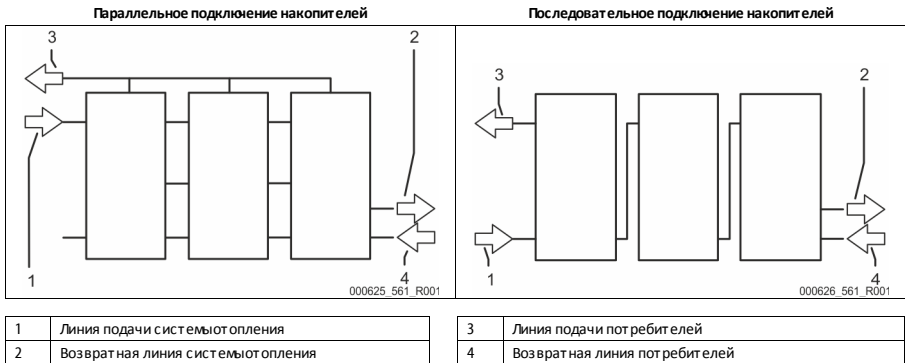 Параллельное подключение накопителей
Последовательное подключение накопителей
3
2
1
4
000625_561_R001
3
2
1
4
000626_561_R001
1 Линия подачи системы отопления
2 Возвратная линия системы отопления
3 Линия подачи потребителей
4 Возвратная линия потребителей